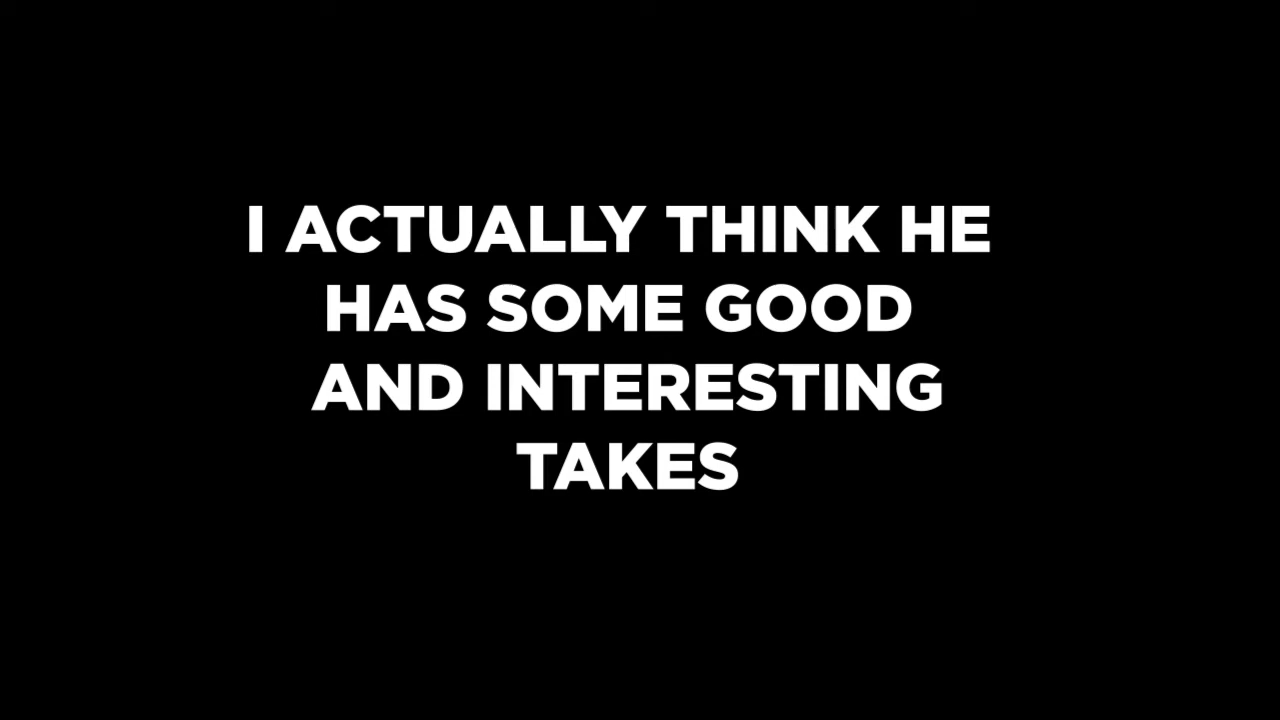 I ACTUALLY THINK HE
HAS SOME GOOD
AND INTERESTING
TAKES